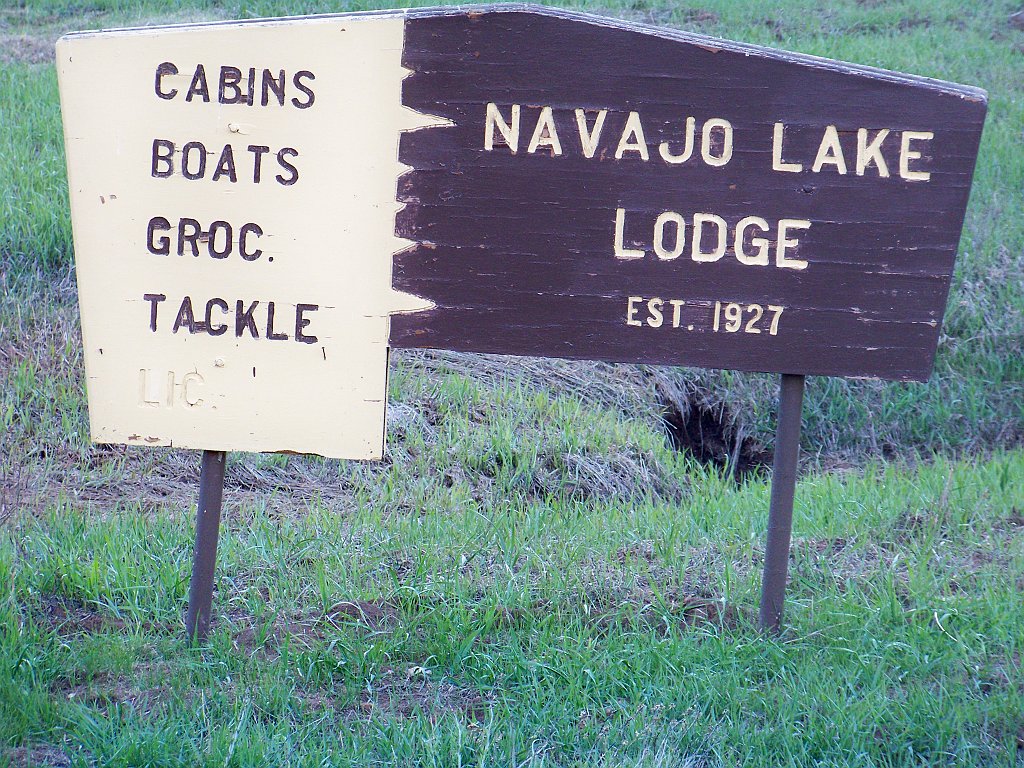 CABINS
BOATS
GROC.
TACKLE
LIC.
NAVAJO LAKE
LODGE
EST. 1927